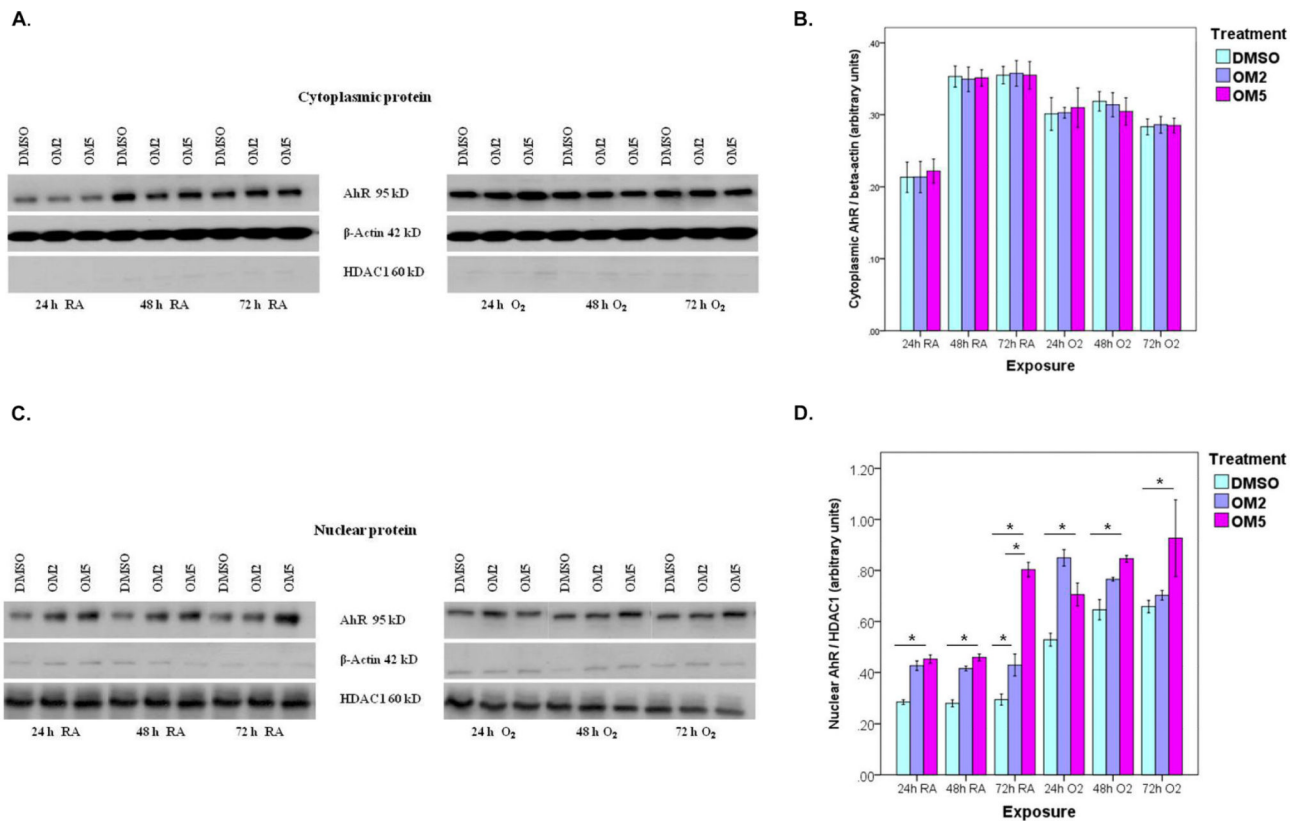 A.
Cytoplasmic protein
DMSO OM2 OM5 DMSO OM2 OM5 DMSO OM2 OM5
DMSO OM2 OM5 DMSO OM2 OM5 DMSO OM2 OM5
AhR 95 kD
β-Actin 42 kD
HDAC1 60 kD
24 h RA 48 h RA 72 h RA
24 h O₂ 48 h O₂ 72 h O₂
B.
Treatment
DMSO
OM2
OM5
Cytoplasmic AhR / beta-actin (arbitrary units)
.40
.30
.20
.10
.00
24h RA 48h RA 72h RA 24h O2 48h O2 72h O2
Exposure
C.
Nuclear protein
DMSO OM2 OM5 DMSO OM2 OM5 DMSO OM2 OM5
DMSO OM2 OM5 DMSO OM2 OM5 DMSO OM2 OM5
AhR 95 kD
β-Actin 42 kD
HDAC1 60 kD
24 h RA 48 h RA 72 h RA
24 h O₂ 48 h O₂ 72 h O₂
D.
Treatment
DMSO
OM2
OM5
Nuclear AhR / HDAC1 (arbitrary units)
1.20
1.00
.80
.60
.40
.20
.00
* * * * * * * *
24h RA 48h RA 72h RA 24h O2 48h O2 72h O2
Exposure